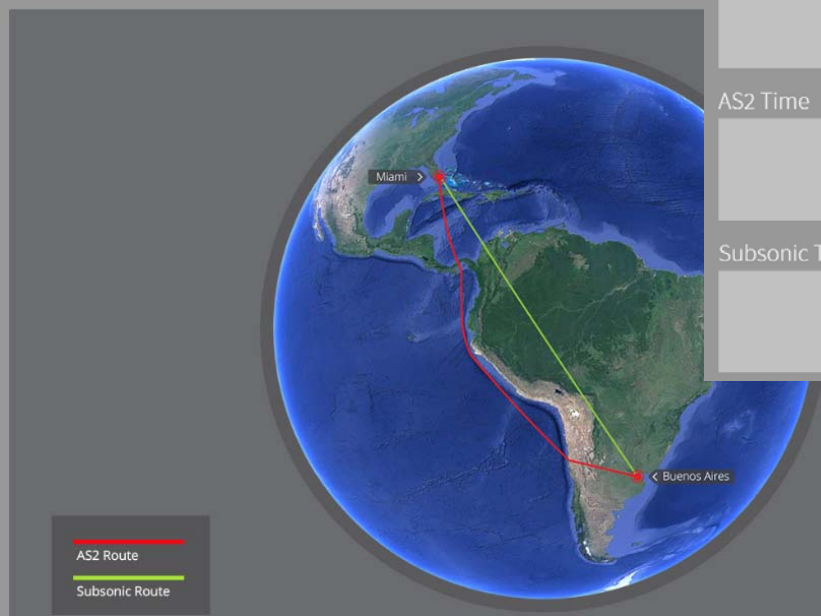 AS2 Time
Miami >
Subsonic
< Buenos Aires
AS2 Route
Subsonic Route